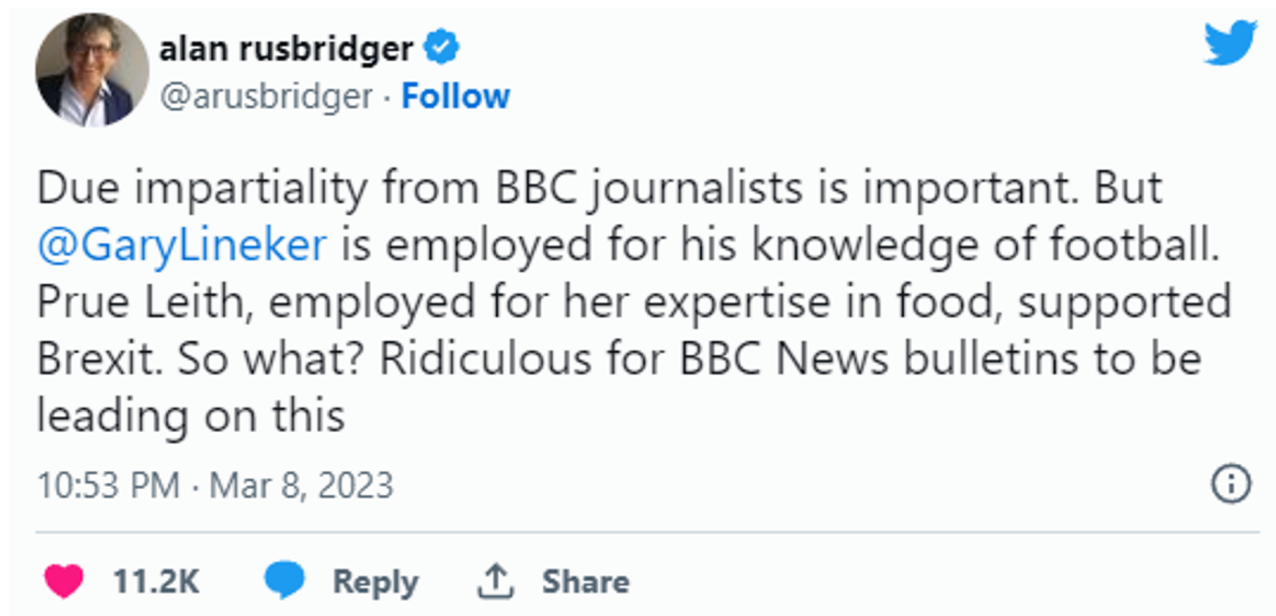 alan rusbridger
@arusbridger · Follow
Due impartiality from BBC journalists is important. But
@GaryLineker is employed for his knowledge of football.
Prue Leith, employed for her expertise in food, supported
Brexit. So what? Ridiculous for BBC News bulletins to be
leading on this
10:53 PM · Mar 8, 2023
11.2K Reply Share